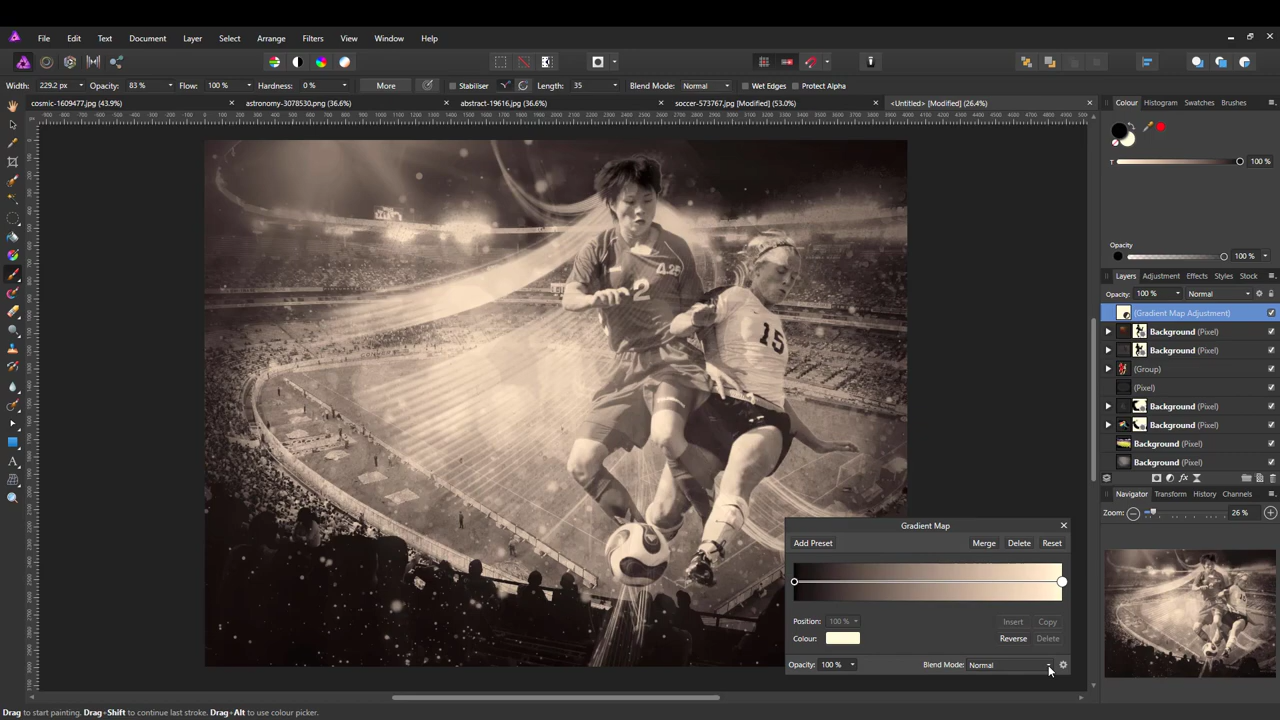 File Edit Text Document Layer Select Arrange Filters View Window Help
Width: 229.2 px Opacity: 83 % Flow: 100 % Hardness: 0 % More Stabiliser Length: 35 Blend Mode: Normal Wet Edges Protect Alpha
cosmic-1609477.jpg (43.9%) astronomy-3078530.png (36.6%) abstract-19616.jpg (36.6%) soccer-573767.jpg [Modified] (53.0%) <Untitled> [Modified] (26.4%)
Colour Histogram Swatches Brushes
T 100 %
Opacity
100 %
Layers Adjustment Effects Styles Stock
Opacity: 100 % Normal
(Gradient Map Adjustment)
Background (Pixel)
Background (Pixel)
(Group)
(Pixel)
Background (Pixel)
Background (Pixel)
Background (Pixel)
Background (Pixel)
Navigator Transform History Channels
Zoom: 26 %
4.25
2
15
Gradient Map
Add Preset Merge Delete Reset
Position: 100 % Insert Copy
Colour: Reverse Delete
Opacity: 100 % Blend Mode: Normal
Drag to start painting. Drag+Shift to continue last stroke. Drag+Alt to use colour picker.